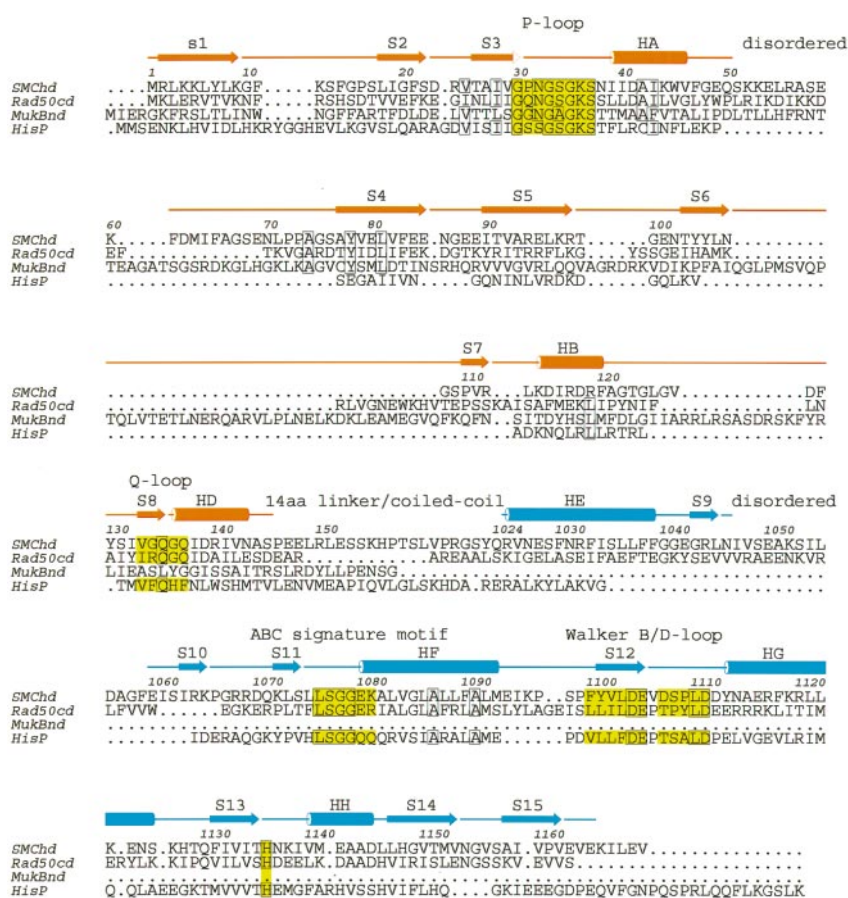 P-loop
s1 S2 S3 HA disordered
1 10 20 30 40 50
SMChd ....MRLKKLYLKGF.....KSFGPSLIGFSD.RVTAIVGPNGSGKSNIIDAIKWVFGEQSKKELRASE
Rad50cd ....MKLERVTVKNF.....RSHSDTVVEFKE.GINLIIGQNGSGKSSLLDAILVGLYWPLRIKDIKKD
MukBnd MIERGKFRSLTLINW.....NGFFARTFDLDE.LVTTLSGGNGAGKSTTMAAFVTALIPDLTLLHFRNT
HisP .MMSENKLHVIDLHKRYGGHEVLKGVSLQARAGDVISIIGSSGSGKSTFLRCINFLEKP..........
S4 S5 S6
60 70 80 90 100
SMChd K.....FDMIFAGSENLPPAGSAYVELVFEE.NGEEITVARELKRT.....GENTYYLN..........
Rad50cd EF.............TKVGARDTYIDLIFEKDGTKYRITRRFLKG....YSSGEIHAMK..........
MukBnd TEAGATSGSRDKGLHGKLKAGVCYSMLDTINSRHQRVVVGVRLQQVAGRDRKVDIKPFAIQGLPMSVQP
HisP ......................SEGAIIVN....GQNINLVRDKD......GQLKV.............
S7 HB
110 120
SMChd ................................GSPVR...LKDIRDRFAGTGLGV..........DF
Rad50cd ......................RLVGNEWKHVTEPSSKAISAFMEKLIPYNIF............LN
MukBnd TQLVTETLNERQARVLPLNELKDKLEAMEGVQFKQFN...SITDYHSLMFDLGIIARRLRSASDRSKFYR
HisP .......................................ADKNQLRLLRTRL................
Q-loop
S8 HD 14aa linker/coiled-coil HE S9 disordered
130 140 150 1024 1030 1040 1050
SMChd YSIVGQGQIDRIVNASPEELRLESSKHPTSLVPRGSYQRVNESFNRFISLLFFGGEGRLNIVSEAKSIL
Rad50cd AIYIRQGQIDAILESDEAR...........AREAALSKIGELASEIFAEFTEGKYSEVVVRAEENKVR
MukBnd LIEASLYGGISSAITRSLRDYLLPENSG.........................................
HisP .TMVFQHFNLWSHMTVLENVMEAPIQVLGLSKHDA.RERALKYLAKVG.....................
ABC signature motif Walker B/D-loop
S10 S11 HF S12 HG
1060 1070 1080 1090 1100 1110 1120
SMChd DAGFEISIRKPGRRDQKLSLLSGGEKALVGLALLFALMEIKPS.SPFYVLDEVDSPLDDYNAERFKRLL
Rad50cd LFVVW......EGKERPLTFLSGGERIALGLAFRLAMSLYLAGEISLLILDEPTPYLDEERRRKLITIM
MukBnd .....................................................................
HisP .........IDERAQGKYPVHLSGGQQQRVSIARALAME.....PDVLLFDEPTSALDPELVGEVLRIM
S13 HH S14 S15
1130 1140 1150 1160
SMChd K.ENS.KHTQFIVITHNKIVM.EAADLLHGVTMVNGVSAI.VPVEVEKILEV...............
Rad50cd ERYLK.KIPQVILVSHDEELK.DAADHVIRISLENGSSKV.EVVS......................
MukBnd ....................................................................
HisP Q.QLAEEGKTMVVVTHEMGFARHVSSHVIFLHQ...GKIEEEGDPEQVFGNPQSPRLQQFLKGSLK